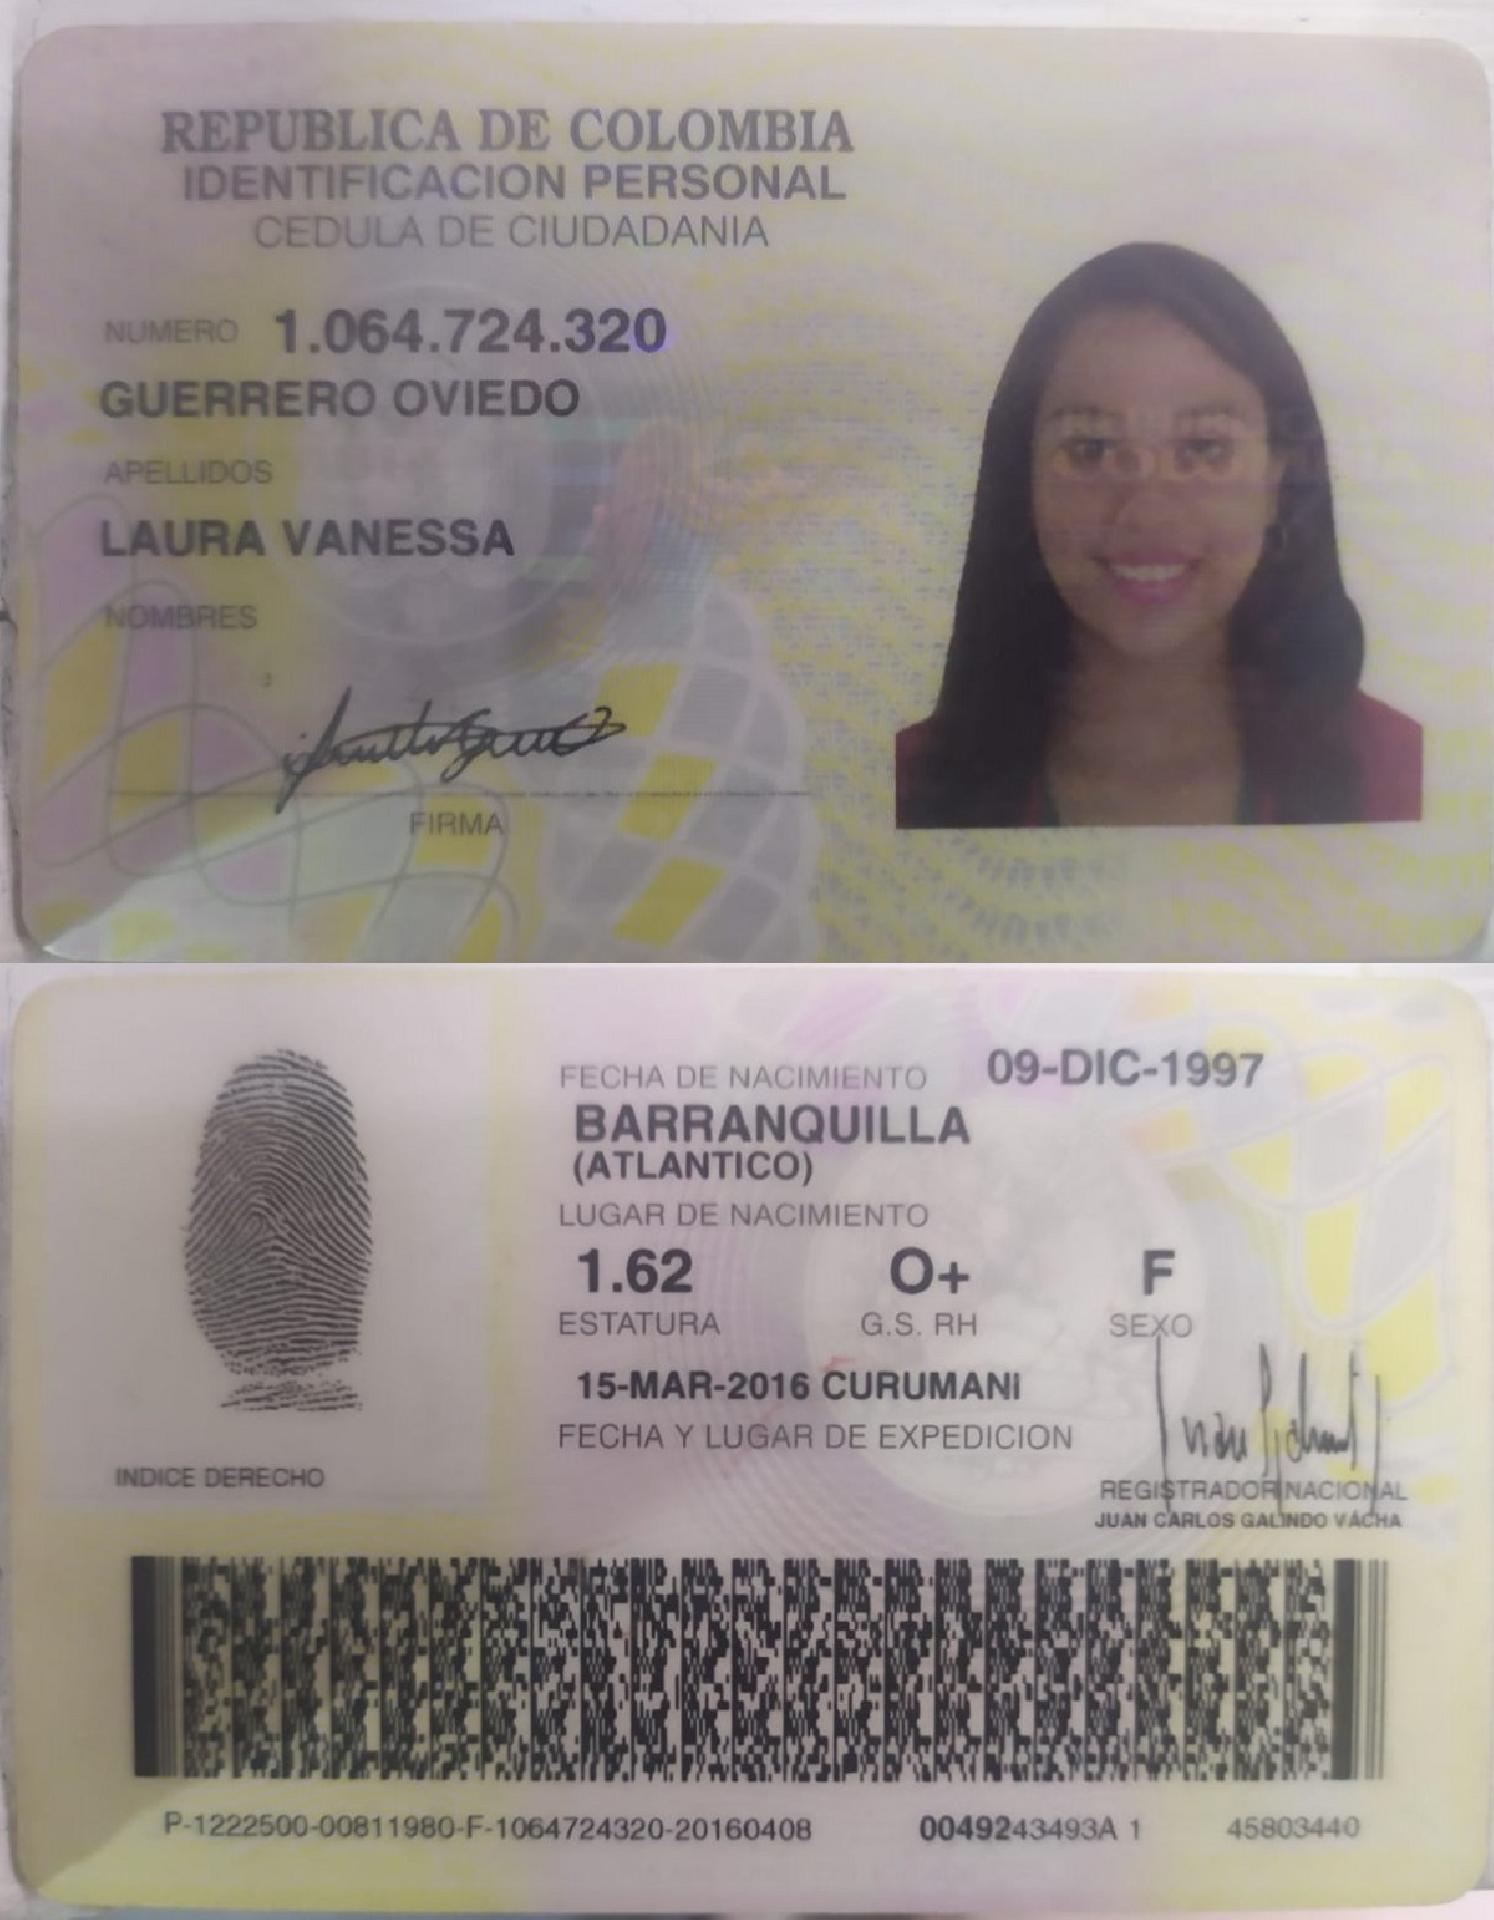 REPUBLICA DE COLOMBIA
IDENTIFICACION PERSONAL
CEDULA DE CIUDADANIA
NUMERO 1.064.724.320
GUERRERO OVIEDO
APELLIDOS
LAURA VANESSA
NOMBRES
FIRMA
FECHA DE NACIMIENTO 09-DIC-1997
BARRANQUILLA
(ATLANTICO)
LUGAR DE NACIMIENTO
1.62 O+ F
ESTATURA G.S. RH SEXO
15-MAR-2016 CURUMANI
FECHA Y LUGAR DE EXPEDICION
INDICE DERECHO
REGISTRADOR NACIONAL
JUAN CARLOS GALINDO VÁCHA
P-1222500-00811980-F-1064724320-20160408 0049243493A 1 45803440